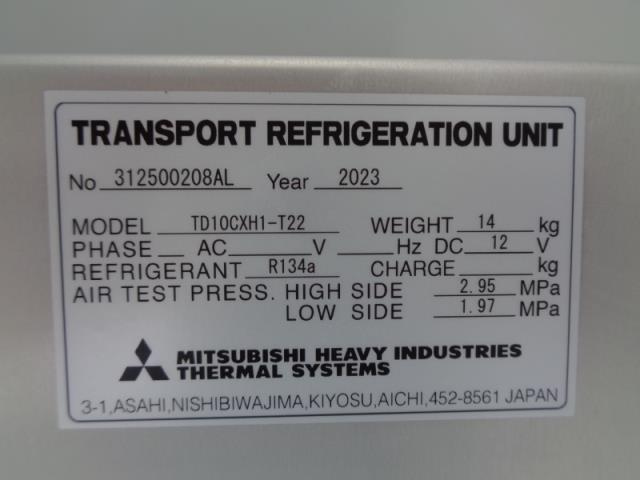 TRANSPORT REFRIGERATION UNIT
No 312500208AL Year 2023
MODEL TD10CXH1-T22 WEIGHT 14 kg
PHASE AC V Hz DC 12 V
REFRIGERANT R134a CHARGE kg
AIR TEST PRESS. HIGH SIDE 2.95 MPa
LOW SIDE 1.97 MPa
MITSUBISHI HEAVY INDUSTRIES
THERMAL SYSTEMS
3-1,ASAHI,NISHIBIWAJIMA,KIYOSU,AICHI,452-8561 JAPAN